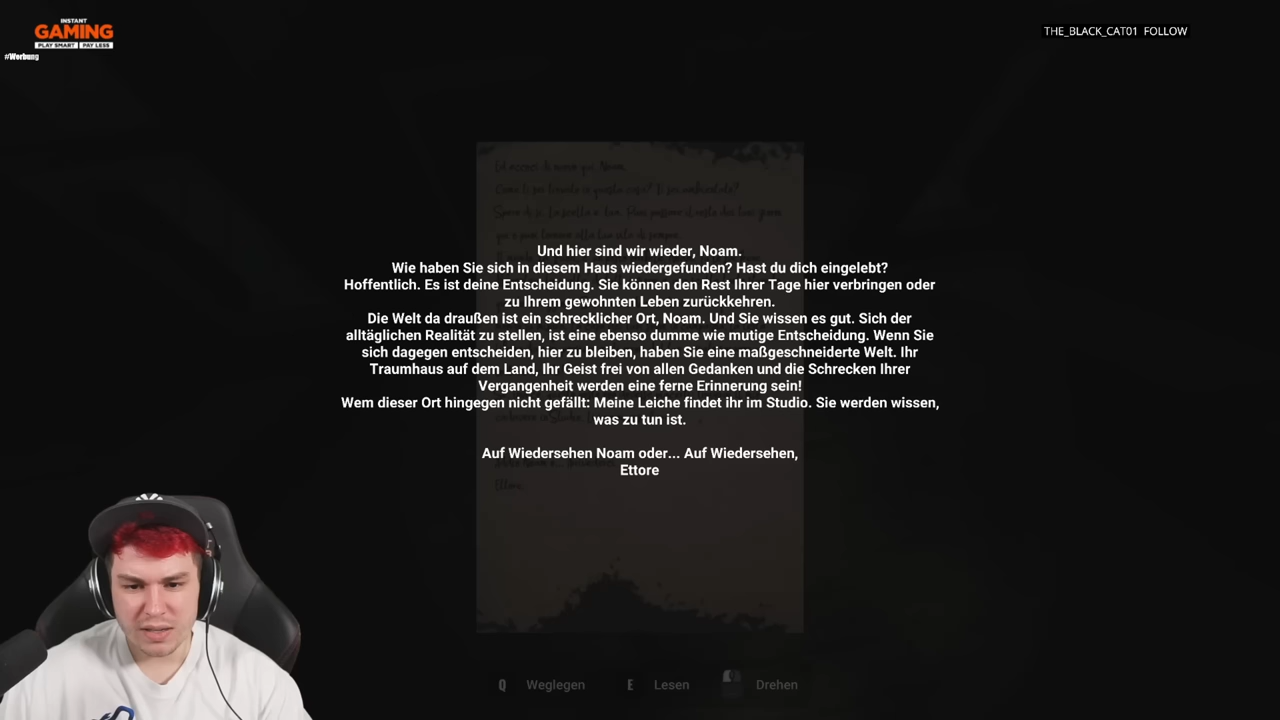 INSTANT
GAMING
PLAY SMART PAY LESS
#Werbung
THE_BLACK_CAT01 FOLLOW
Und hier sind wir wieder, Noam.
Wie haben Sie sich in diesem Haus wiedergefunden? Hast du dich eingelebt?
Hoffentlich. Es ist deine Entscheidung. Sie können den Rest Ihrer Tage hier verbringen oder
zu Ihrem gewohnten Leben zurückkehren.
Die Welt da draußen ist ein schrecklicher Ort, Noam. Und Sie wissen es gut. Sich der
alltäglichen Realität zu stellen, ist eine ebenso dumme wie mutige Entscheidung. Wenn Sie
sich dagegen entscheiden, hier zu bleiben, haben Sie eine maßgeschneiderte Welt. Ihr
Traumhaus auf dem Land, Ihr Geist frei von allen Gedanken und die Schrecken Ihrer
Vergangenheit werden eine ferne Erinnerung sein!
Wem dieser Ort hingegen nicht gefällt: Meine Leiche findet ihr im Studio. Sie werden wissen,
was zu tun ist.
Auf Wiedersehen Noam oder... Auf Wiedersehen,
Ettore
Ettore
Q Weglegen E Lesen Drehen